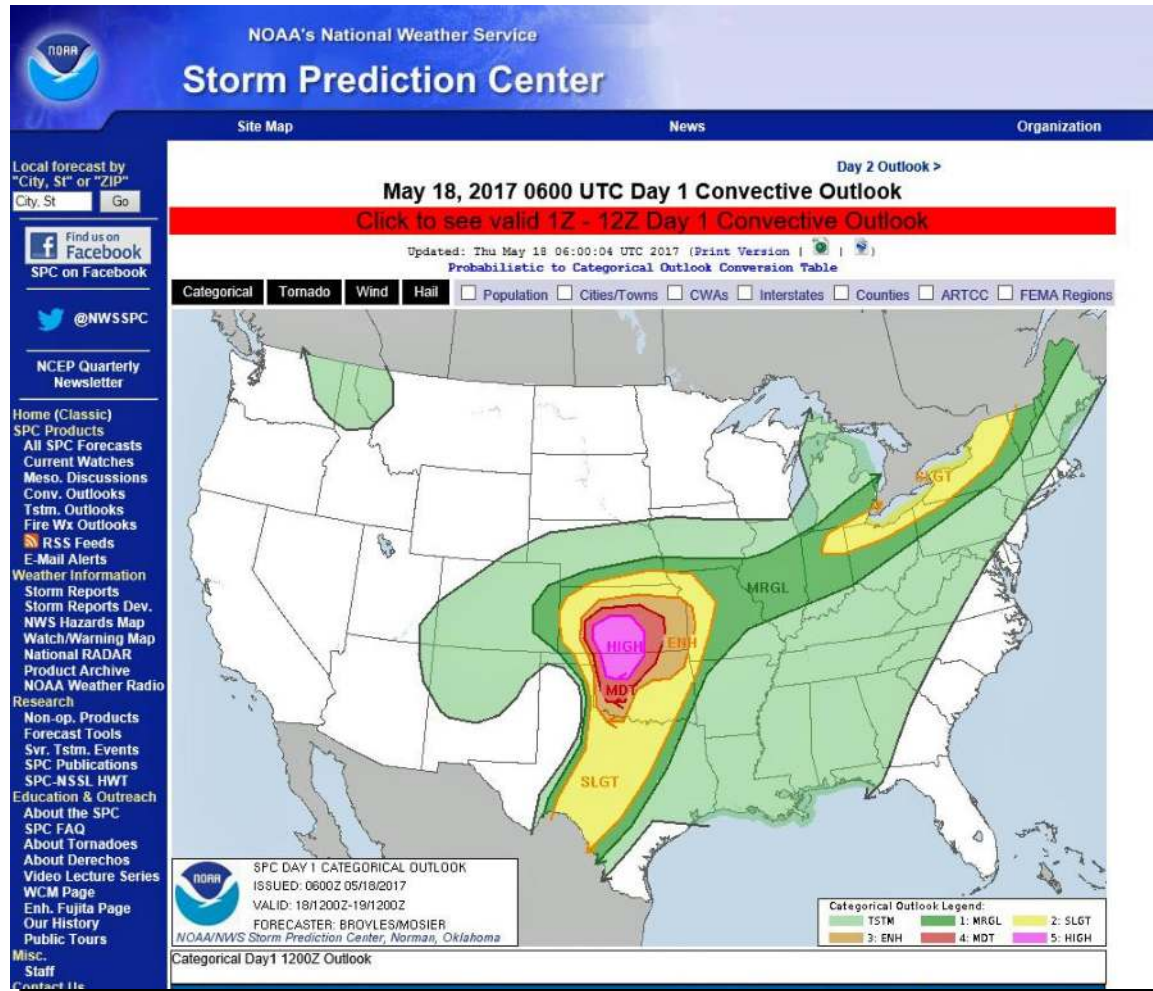 NOAA
NOAA's National Weather Service
Storm Prediction Center
Site Map
News
Organization
Local forecast by
"City, St" or "ZIP"
City, St
Go
Find us on
Facebook
SPC on Facebook
@NWSSPC
NCEP Quarterly
Newsletter
Home (Classic)
SPC Products
All SPC Forecasts
Current Watches
Meso. Discussions
Conv. Outlooks
Tstm. Outlooks
Fire Wx Outlooks
RSS Feeds
E-Mail Alerts
Weather Information
Storm Reports
Storm Reports Dev.
NWS Hazards Map
Watch/Warning Map
National RADAR
Product Archive
NOAA Weather Radio
Research
Non-op. Products
Forecast Tools
Svr. Tstm. Events
SPC Publications
SPC-NSSL HWT
Education & Outreach
About the SPC
SPC FAQ
About Tornadoes
About Derechos
Video Lecture Series
WCM Page
Enh. Fujita Page
Our History
Public Tours
Misc.
Staff
Contact Us
Day 2 Outlook >
May 18, 2017 0600 UTC Day 1 Convective Outlook
Click to see valid 1Z - 12Z Day 1 Convective Outlook
Updated: Thu May 18 06:00:04 UTC 2017 (Print Version | | )
Probabilistic to Categorical Outlook Conversion Table
Categorical Tornado Wind Hail Population Cities/Towns CWAs Interstates Counties ARTCC FEMA Regions
SLGT
MRGL
HIGH
ENH
MDT
SLGT
NOAA
SPC DAY 1 CATEGORICAL OUTLOOK
ISSUED: 0600Z 05/18/2017
VALID: 18/1200Z-19/1200Z
FORECASTER: BROYLES/MOSIER
NOAA/NWS Storm Prediction Center, Norman, Oklahoma
Categorical Outlook Legend:
TSTM 1: MRGL 2: SLGT
3: ENH 4: MDT 5: HIGH
Categorical Day1 1200Z Outlook